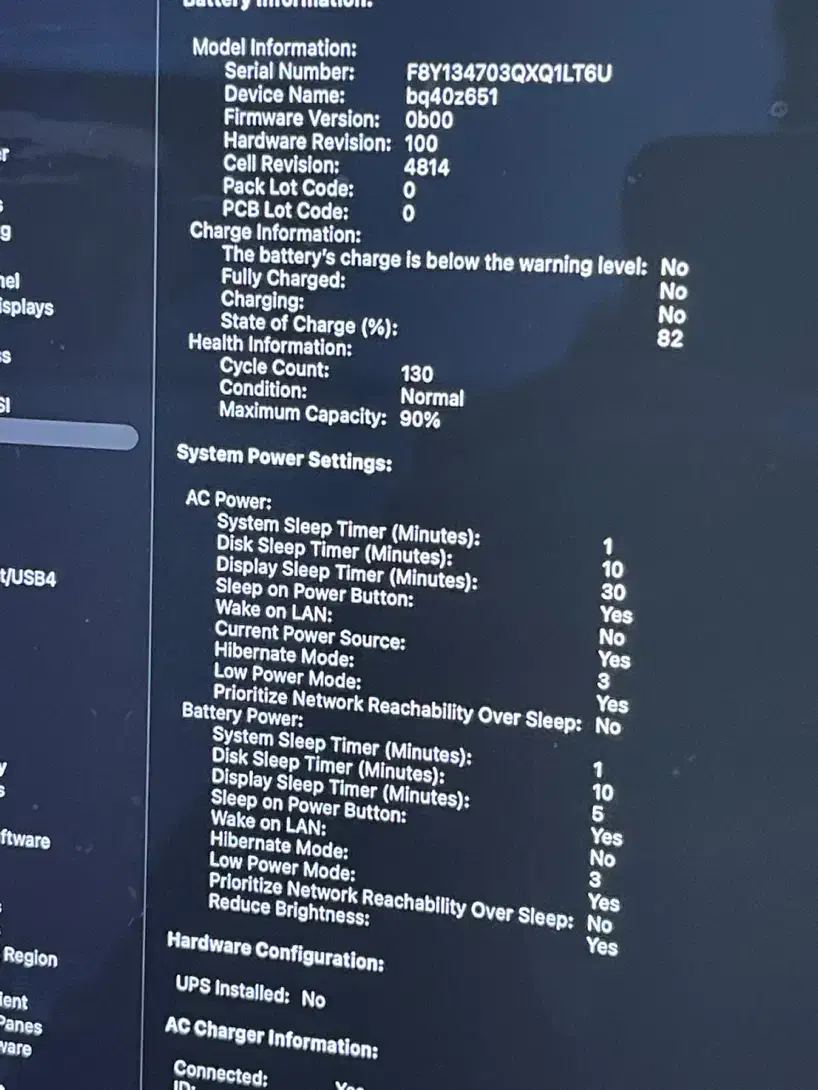 Battery Information:
Model Information:
Serial Number: F8Y134703QXQ1LT6U
Device Name: bq40z651
Firmware Version: 0b00
Hardware Revision: 100
Cell Revision: 4814
Pack Lot Code: 0
PCB Lot Code: 0
Charge Information:
The battery's charge is below the warning level: No
Fully Charged: No
Charging: No
State of Charge (%): 82
Health Information:
Cycle Count: 130
Condition: Normal
Maximum Capacity: 90%
System Power Settings:
AC Power:
System Sleep Timer (Minutes): 1
Disk Sleep Timer (Minutes): 10
Display Sleep Timer (Minutes): 30
Sleep on Power Button: Yes
Wake on LAN: No
Current Power Source: Yes
Hibernate Mode: 3
Low Power Mode: Yes
Prioritize Network Reachability Over Sleep: No
Battery Power:
System Sleep Timer (Minutes): 1
Disk Sleep Timer (Minutes): 10
Display Sleep Timer (Minutes): 5
Sleep on Power Button: Yes
Wake on LAN: No
Hibernate Mode: 3
Low Power Mode: Yes
Prioritize Network Reachability Over Sleep: No
Reduce Brightness: Yes
Hardware Configuration:
UPS Installed: No
AC Charger Information:
Connected: Yes
ID:
isplays
t/USB4
ftware
Region
Panes